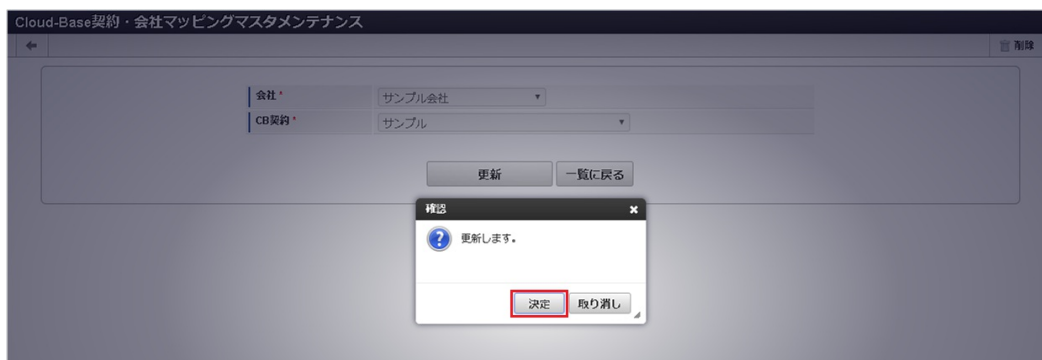 Cloud-Base契約・会社マッピングマスタメンテナンス
削除
会社* サンプル会社
CB契約* サンプル
更新 一覧に戻る
確認
更新します。
決定 取り消し